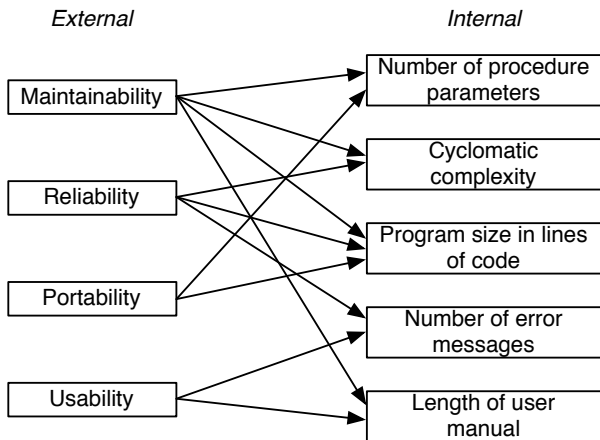 External
Internal
Maintainability
Reliability
Portability
Usability
Number of procedure
parameters
Cyclomatic
complexity
Program size in lines
of code
Number of error
messages
Length of user
manual